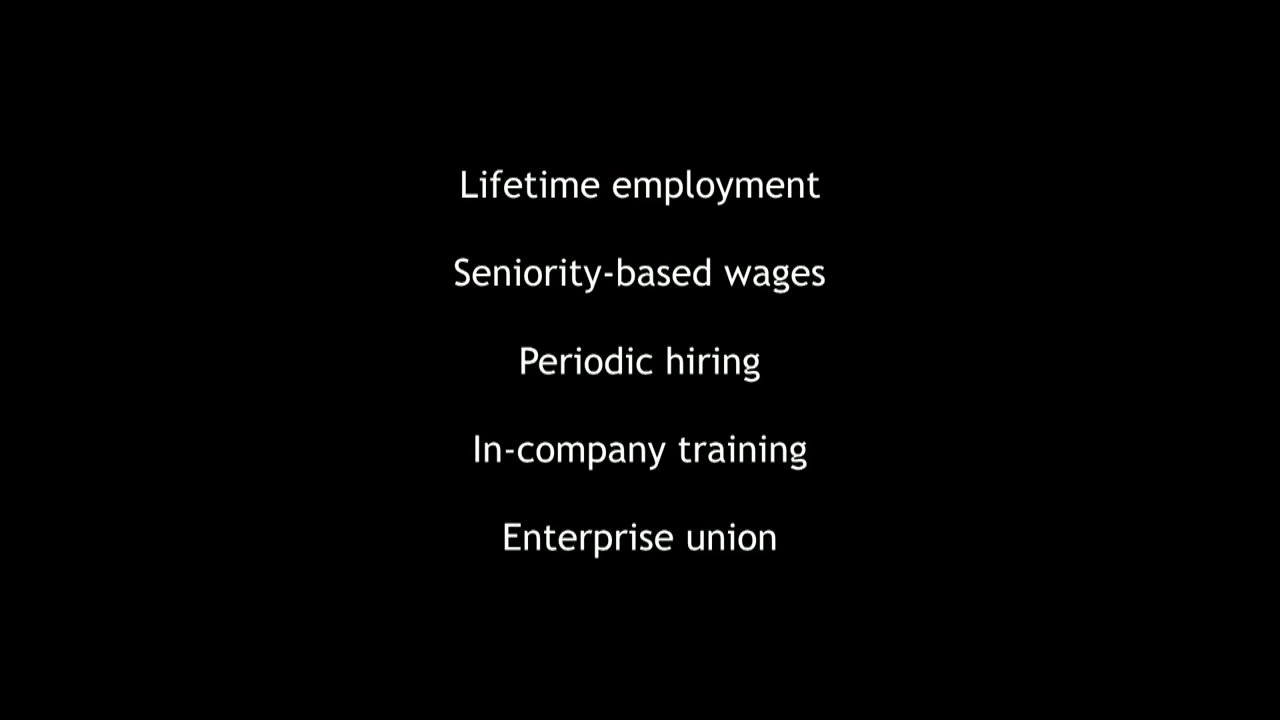 Lifetime employment
Seniority-based wages
Periodic hiring
In-company training
Enterprise union